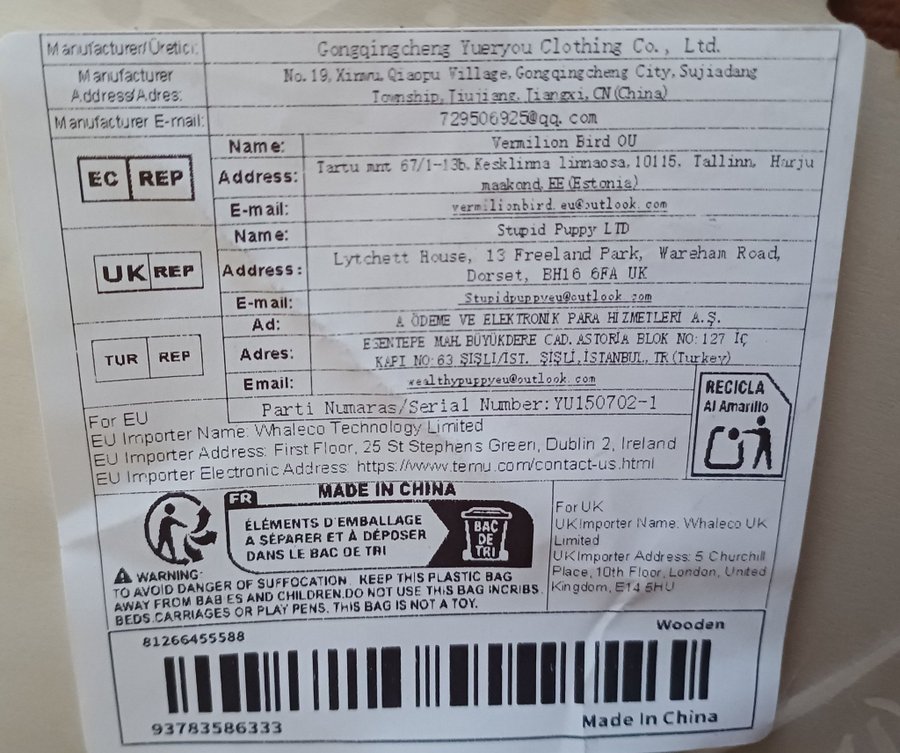 Manufacturer/Üretici: Gongqingcheng Yueryou Clothing Co., Ltd.
Manufacturer Address/Adres: No. 19, Xinwu, Qiaopu Village, Gongqingcheng City, Sujiadang
Township, Jiujiang, Jiangxi, CN (China)
Manufacturer E-mail: 729506925@qq.com
EC REP
Name: Vermilion Bird OU
Address: Tartu mnt 67/1-13b, Kesklinna linnaosa, 10115, Tallinn, Harju
maakond, EE (Estonia)
E-mail: vermilionbird.eu@outlook.com
UK REP
Name: Stupid Puppy LTD
Address: Lytchett House, 13 Freeland Park, Wareham Road,
Dorset, BH16 6FA UK
E-mail: Stupidpuppyeu@outlook.com
TUR REP
Ad: A ÖDEME VE ELEKTRONIK PARA HİZMETLERİ A.Ş.
Adres: ESENTEPE MAH. BÜYÜKDERE CAD. ASTORIA BLOK NO: 127 İÇ
KAPI NO: 63 ŞIŞLI/IST. ŞIŞLİ, İSTANBUL, TR (Turkey)
Email: wealthypuppyeu@outlook.com
Parti Numaras/Serial Number: YU150702-1
For EU
EU Importer Name: Whaleco Technology Limited
EU Importer Address: First Floor, 25 St Stephens Green, Dublin 2, Ireland
EU Importer Electronic Address: https://www.temu.com/contact-us.html
RECICLA
Al Amarillo
MADE IN CHINA
FR
ÉLÉMENTS D'EMBALLAGE
A SÉPARER ET À DÉPOSER
DANS LE BAC DE TRI
BAC
DE
TRI
For UK
UK Importer Name: Whaleco UK
Limited
UK Importer Address: 5 Churchill
Place, 10th Floor, London, United
Kingdom, E14 5HU
WARNING:
TO AVOID DANGER OF SUFFOCATION. KEEP THIS PLASTIC BAG
AWAY FROM BABIES AND CHILDREN.DO NOT USE THIS BAG INCRIBS.
BEDS.CARRIAGES OR PLAY PENS. THIS BAG IS NOT A TOY.
81266455588
Wooden
93783586333
Made In China